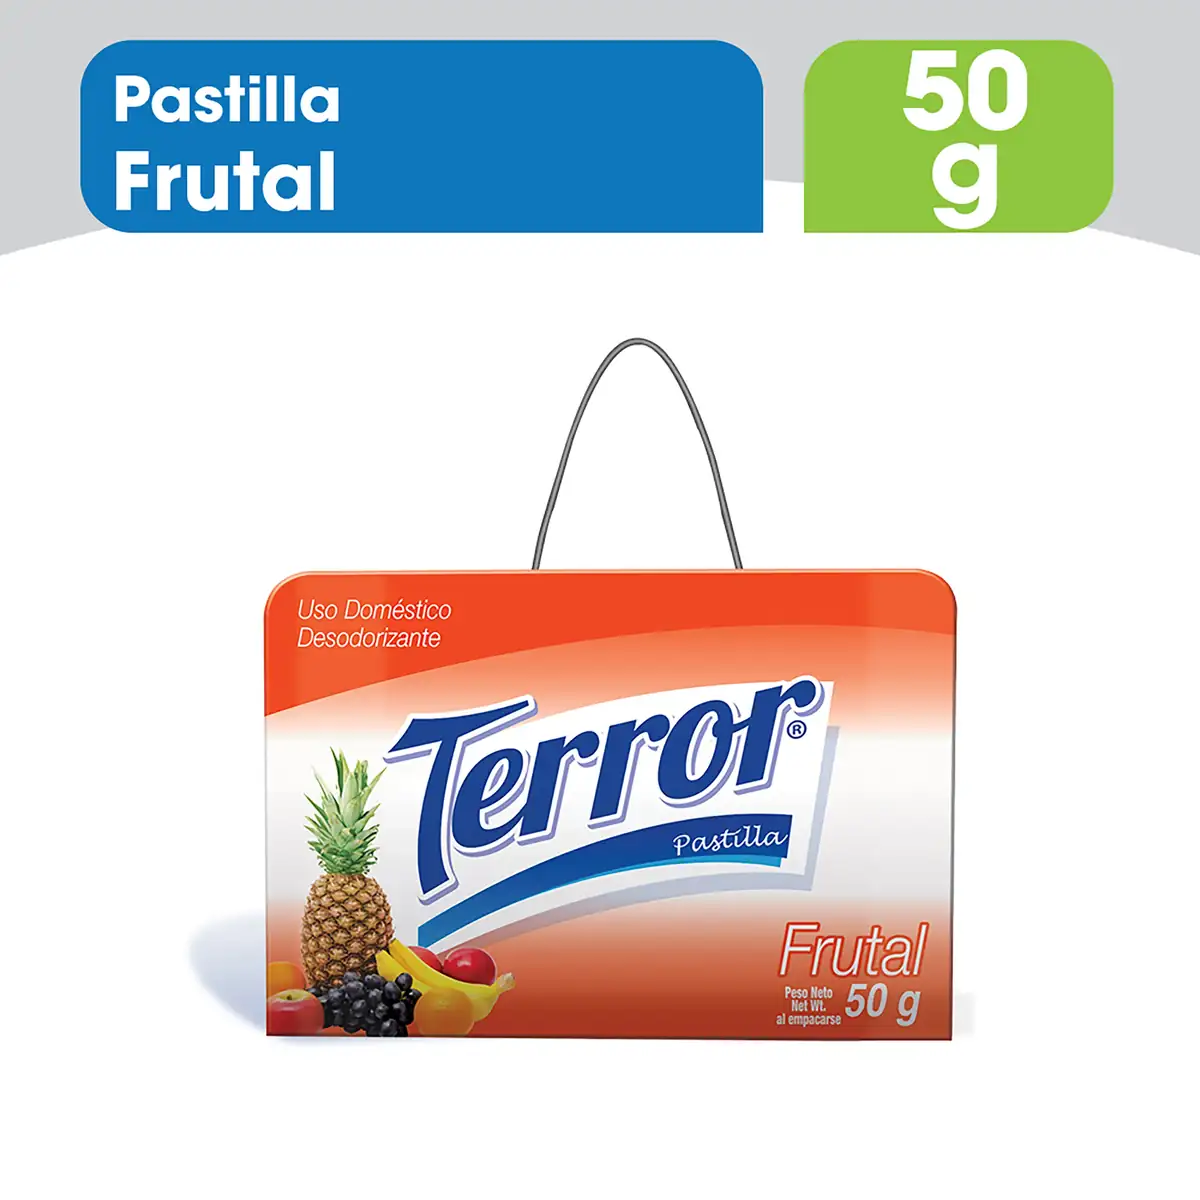 Pastilla
Frutal
50
g
Uso Doméstico
Desodorizante
Terror®
Pastilla
Frutal
Peso Neto
Net Wt.
al empacarse
50 g